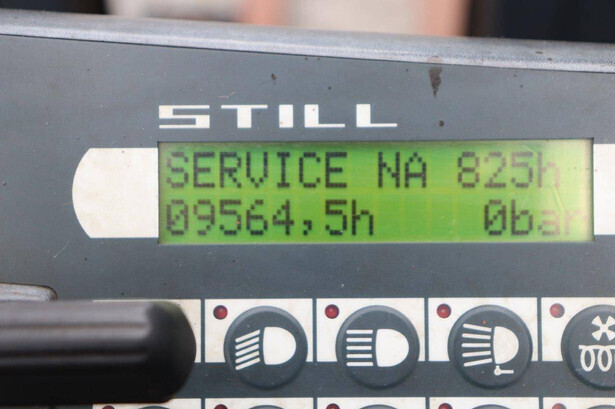 STILL
SERVICE NA 825h
09564,5h 0bar